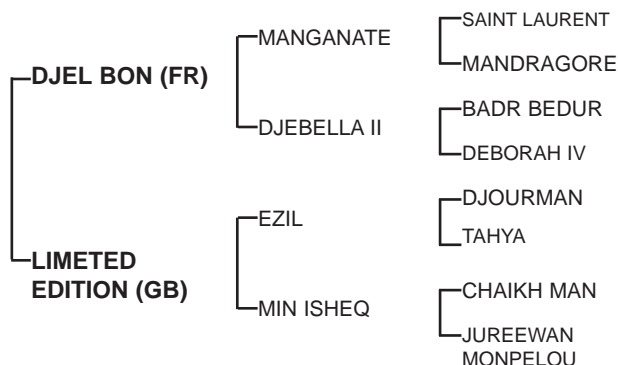 SAINT LAURENT
MANGANATE
MANDRAGORE
DJEL BON (FR)
BADR BEDUR
DJEBELLA II
DEBORAH IV
DJOURMAN
EZIL
TAHYA
LIMETED
EDITION (GB)
CHAIKH MAN
MIN ISHEQ
JUREEWAN
MONPELOU